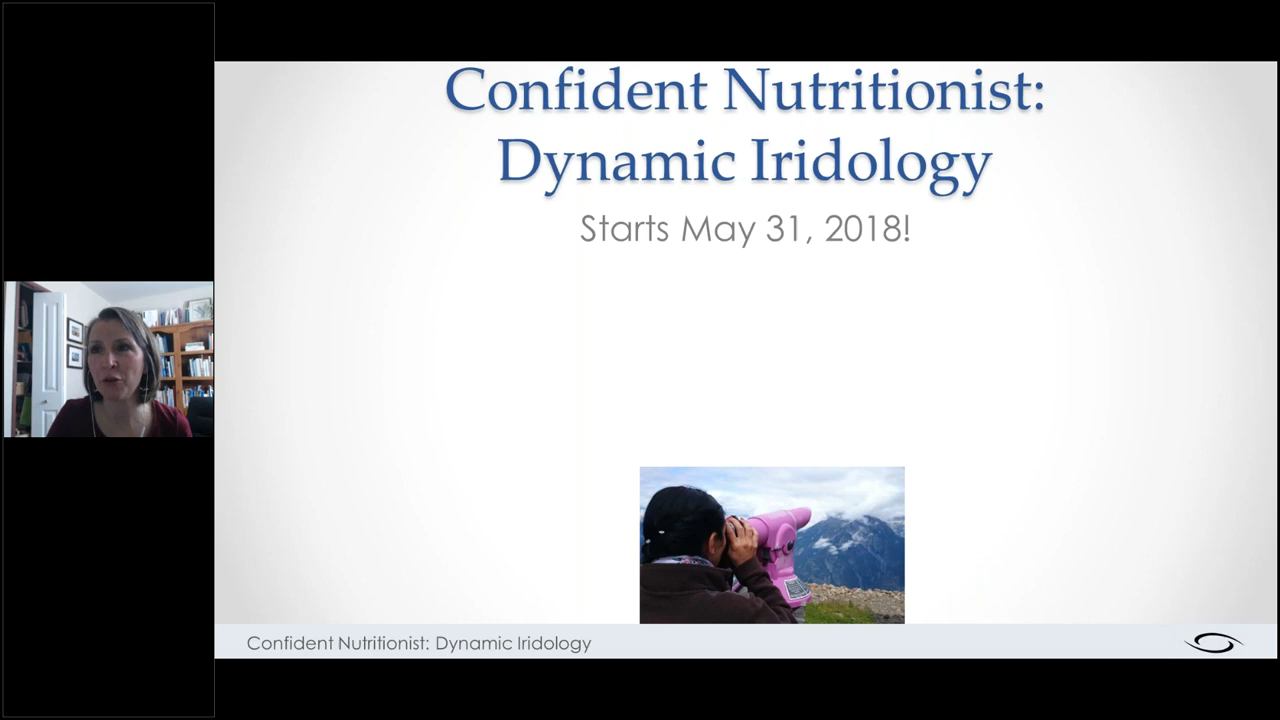 Confident Nutritionist:
Dynamic Iridology
Starts May 31, 2018!
Confident Nutritionist: Dynamic Iridology